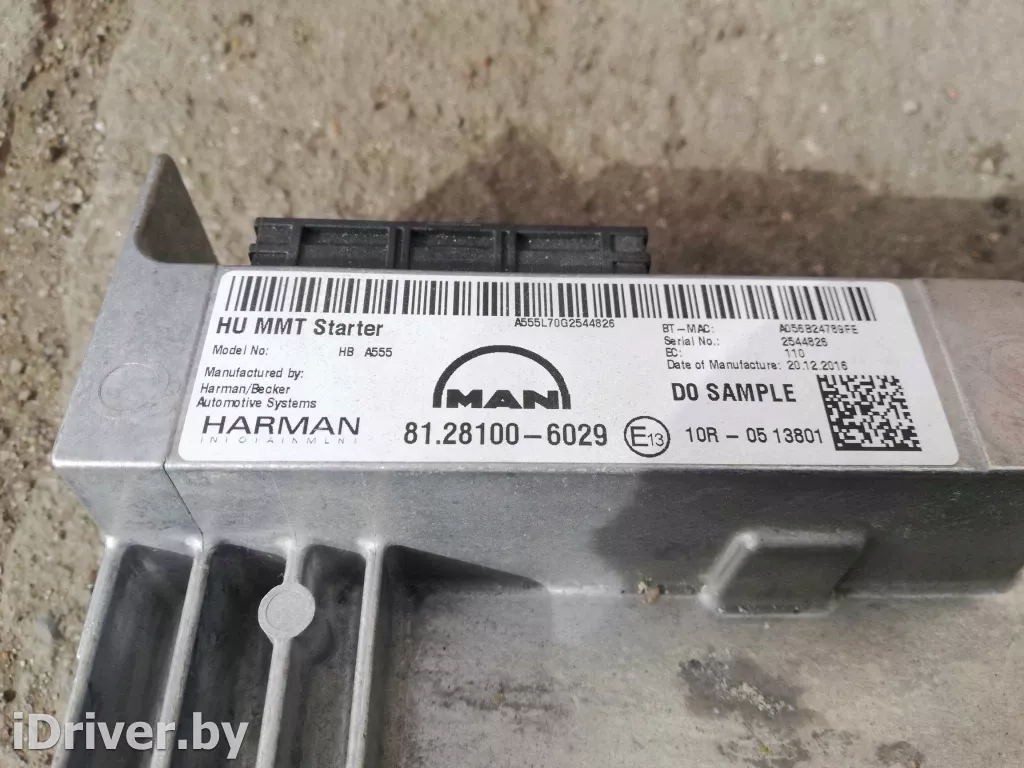 A555L70G2544826
HU MMT Starter
Model No: HB A555
Manufactured by:
Harman/Becker
Automotive Systems
HARMAN
INFOTAINMENT
MAN
81.28100-6029
BT-MAC: A056B24789FE
Serial No.: 2544826
EC: 110
Date of Manufacture: 20.12.2016
D0 SAMPLE
E13 10R - 05 13801
iDriver.by